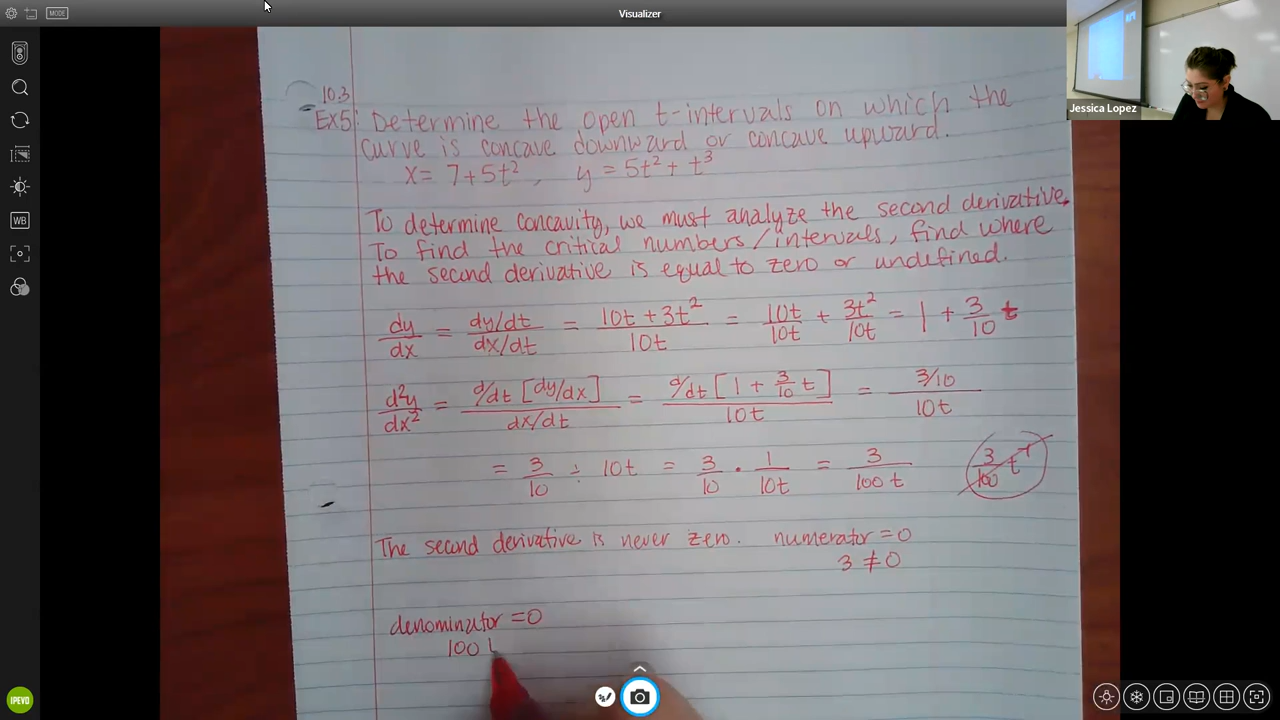 MODE
Visualizer
WB
IPEVO
Jessica Lopez
10.3
Ex5: Determine the open t-intervals on which the
curve is concave downward or concave upward.
x = 7+5t², y = 5t² + t³
To determine concavity, we must analyze the second derivative.
To find the critical numbers/intervals, find where
the second derivative is equal to zero or undefined.
dy/dx = (dy/dt)/(dx/dt) = (10t + 3t²)/10t = 10t/10t + 3t²/10t = 1 + 3/10 t
d²y/dx² = (d/dt [dy/dx])/(dx/dt) = (d/dt [1 + 3/10 t])/10t = (3/10)/10t
= 3/10 ÷ 10t = 3/10 · 1/10t = 3/100t 3/100 t
The second derivative is never zero. numerator = 0
3 ≠ 0
denominator = 0
100